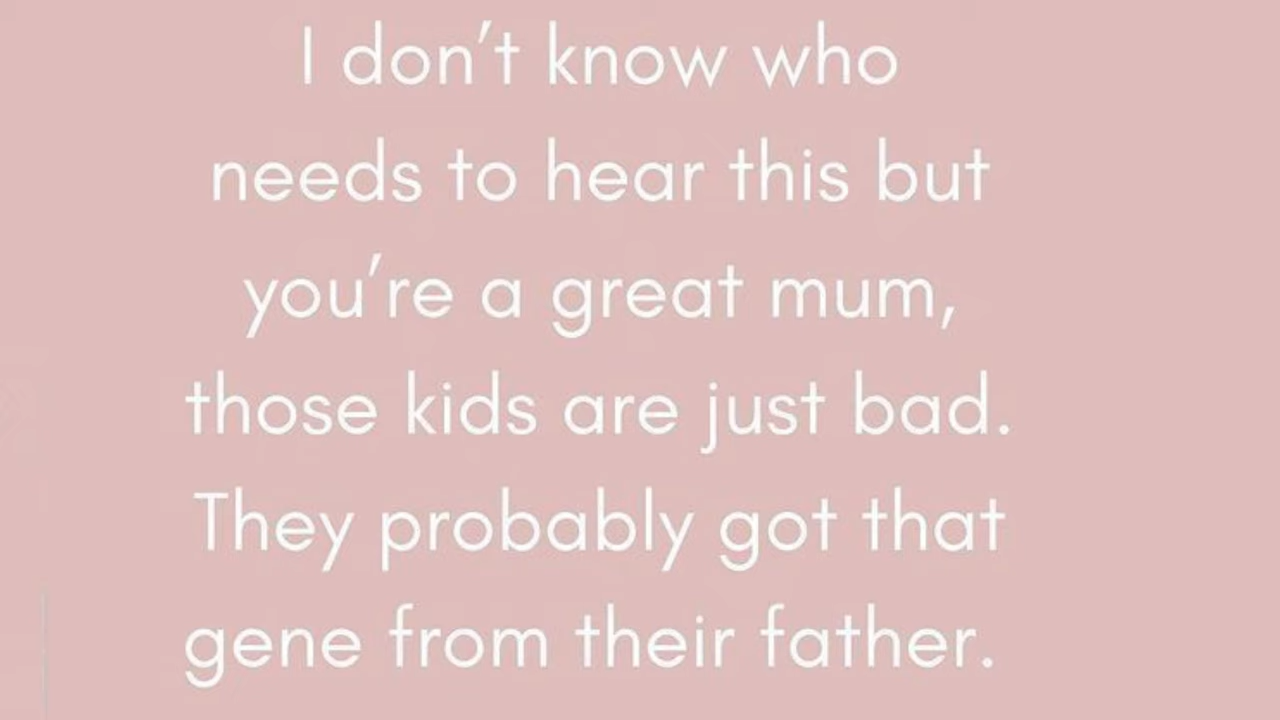 I don’t know who
needs to hear this but
you’re a great mum,
those kids are just bad.
They probably got that
gene from their father.